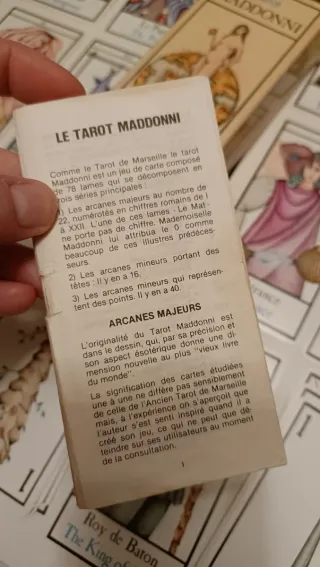 MADDONNI
LE TAROT MADDONNI
Comme le Tarot de Marseille le tarot
Maddonni est un jeu de carte composé
de 78 lames qui se décomposent en
trois séries principales :
1) Les arcanes majeurs au nombre de
22, numérotés en chiffres romains de I
à XXII. L'une de ces lames - Le Mat -
ne porte pas de chiffre. Mademoiselle
Maddonni lui attribua le 0 comme
beaucoup de ces illustres prédéces-
seurs.
2) Les arcanes mineurs portant des
têtes : Il y en a 16.
3) Les arcanes mineurs qui représen-
tent des points. Il y en a 40.
ARCANES MAJEURS
L'originalité du Tarot Maddonni est
dans le dessin, qui, par sa précision et
son aspect ésotérique donne une di-
mension nouvelle au plus "vieux livre
du monde".
La signification des cartes étudiées
une à une ne diffère pas sensiblement
de celle de l'Ancien Tarot de Marseille
mais, à l'expérience on s'aperçoit que
l'auteur s'est senti inspiré quand il a
créé son jeu, ce qui ne peut que dé-
teindre sur ses utilisateurs au moment
de la consultation.
1
Roy de Baton
The King of